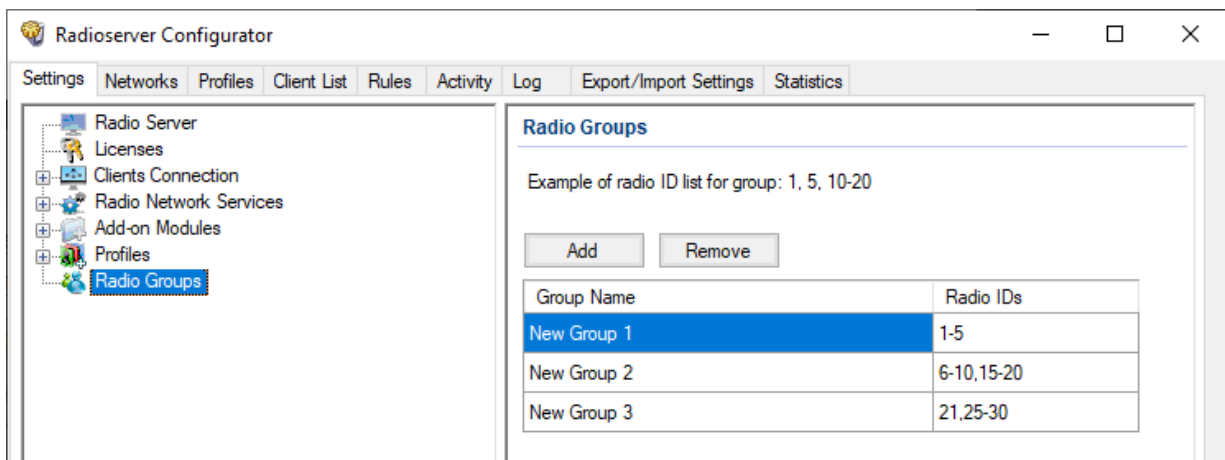 Radioserver Configurator
Settings Networks Profiles Client List Rules Activity Log Export/Import Settings Statistics
Radio Server
Licenses
Clients Connection
Radio Network Services
Add-on Modules
Profiles
Radio Groups
Radio Groups
Example of radio ID list for group: 1, 5, 10-20
Add Remove
Group Name Radio IDs
New Group 1 1-5
New Group 2 6-10,15-20
New Group 3 21,25-30